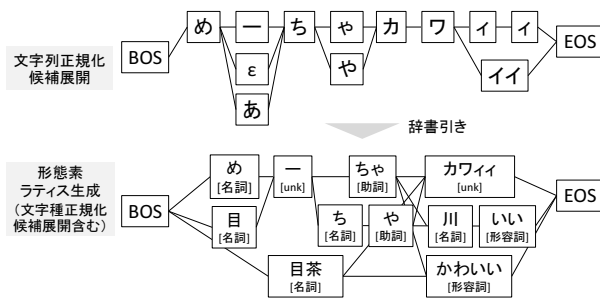 め ー ち ゃ カ ワ ィ ィ
文字列正規化
候補展開
BOS
EOS
ε や イイ
あ
辞書引き
形態素
ラティス生成
(文字種正規化
候補展開含む)
BOS
EOS
め ー ちゃ カワィィ
[名詞] [unk] [助詞] [unk]
目 ち や 川 いい
[名詞] [名詞] [助詞] [名詞] [形容詞]
目茶 かわいい
[名詞] [形容詞]